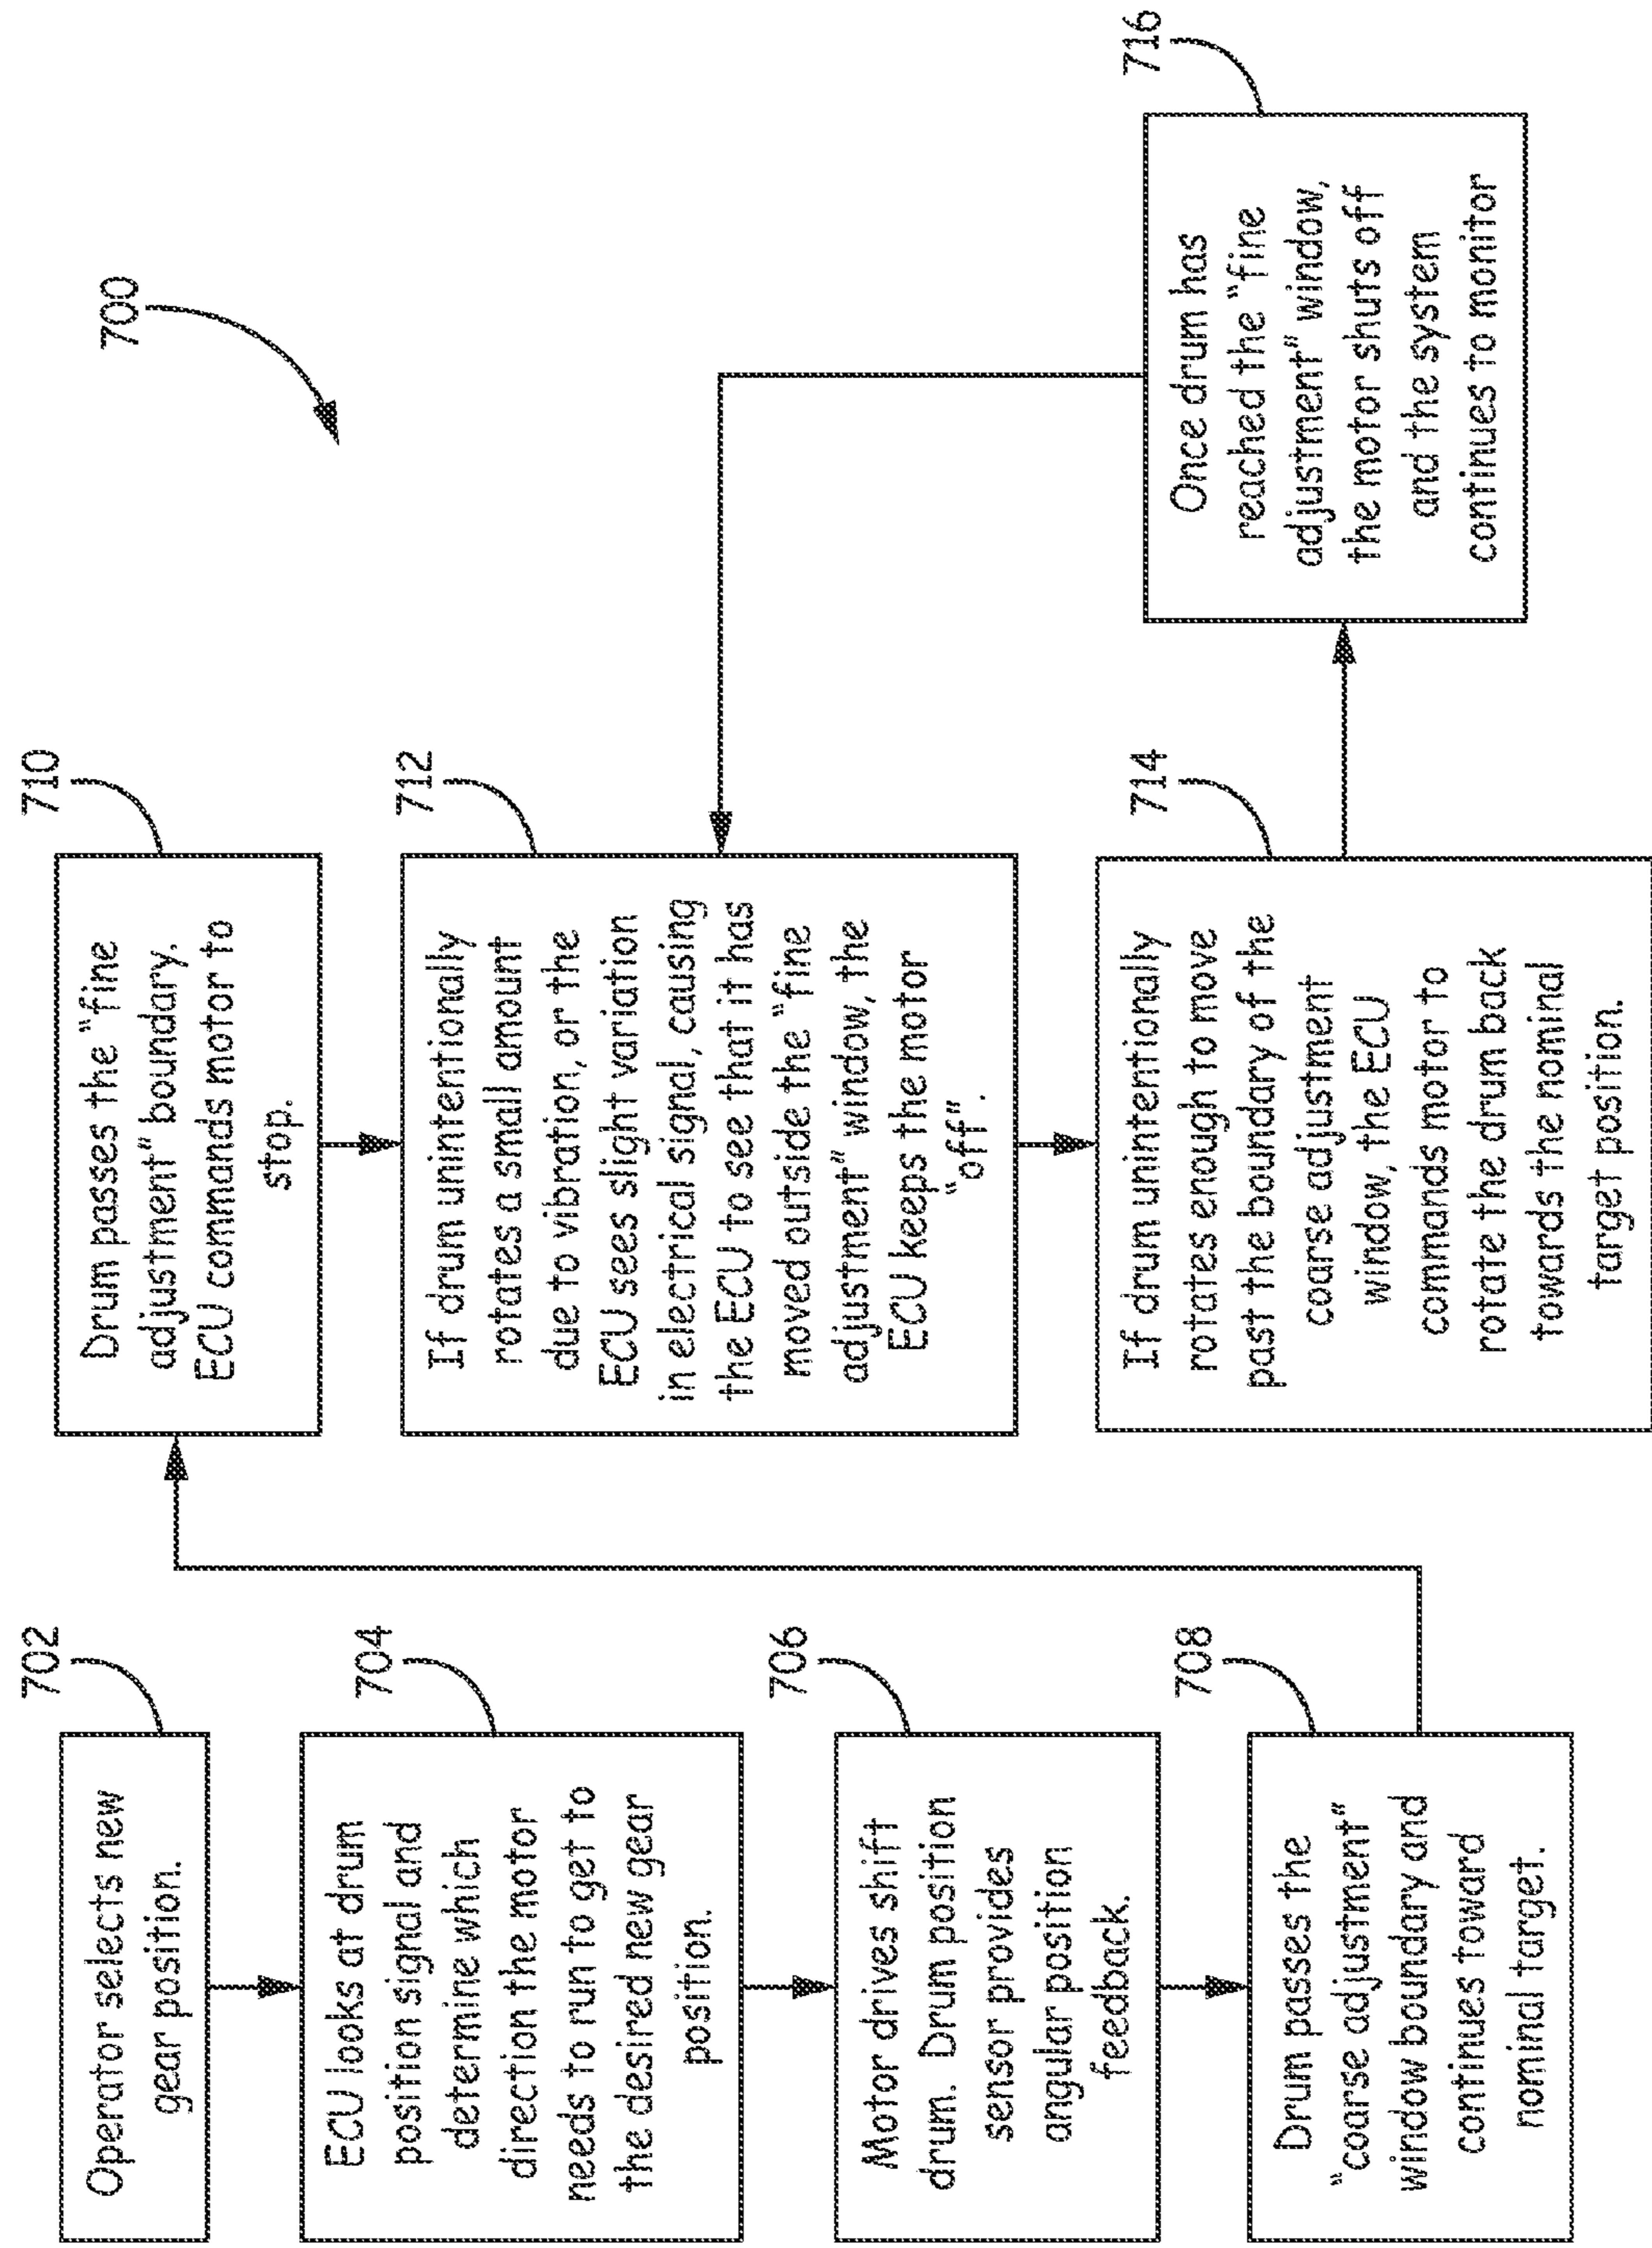 700
702
Operator selects new
gear position.
704
ECU looks at drum
position signal and
determine which
direction the motor
needs to run to get to
the desired new gear
position.
706
Motor drives shift
drum. Drum position
sensor provides
angular position
feedback.
708
Drum passes the
"coarse adjustment"
window boundary and
continues toward
nominal target.
710
Drum passes the "fine
adjustment" boundary.
ECU commands motor to
stop.
712
If drum unintentionally
rotates a small amount
due to vibration, or the
ECU sees slight variation
in electrical signal, causing
the ECU to see that it has
moved outside the "fine
adjustment" window, the
ECU keeps the motor
"off".
714
If drum unintentionally
rotates enough to move
past the boundary of the
coarse adjustment
window, the ECU
commands motor to
rotate the drum back
towards the nominal
target position.
716
Once drum has
reached the "fine
adjustment" window,
the motor shuts off
and the system
continues to monitor